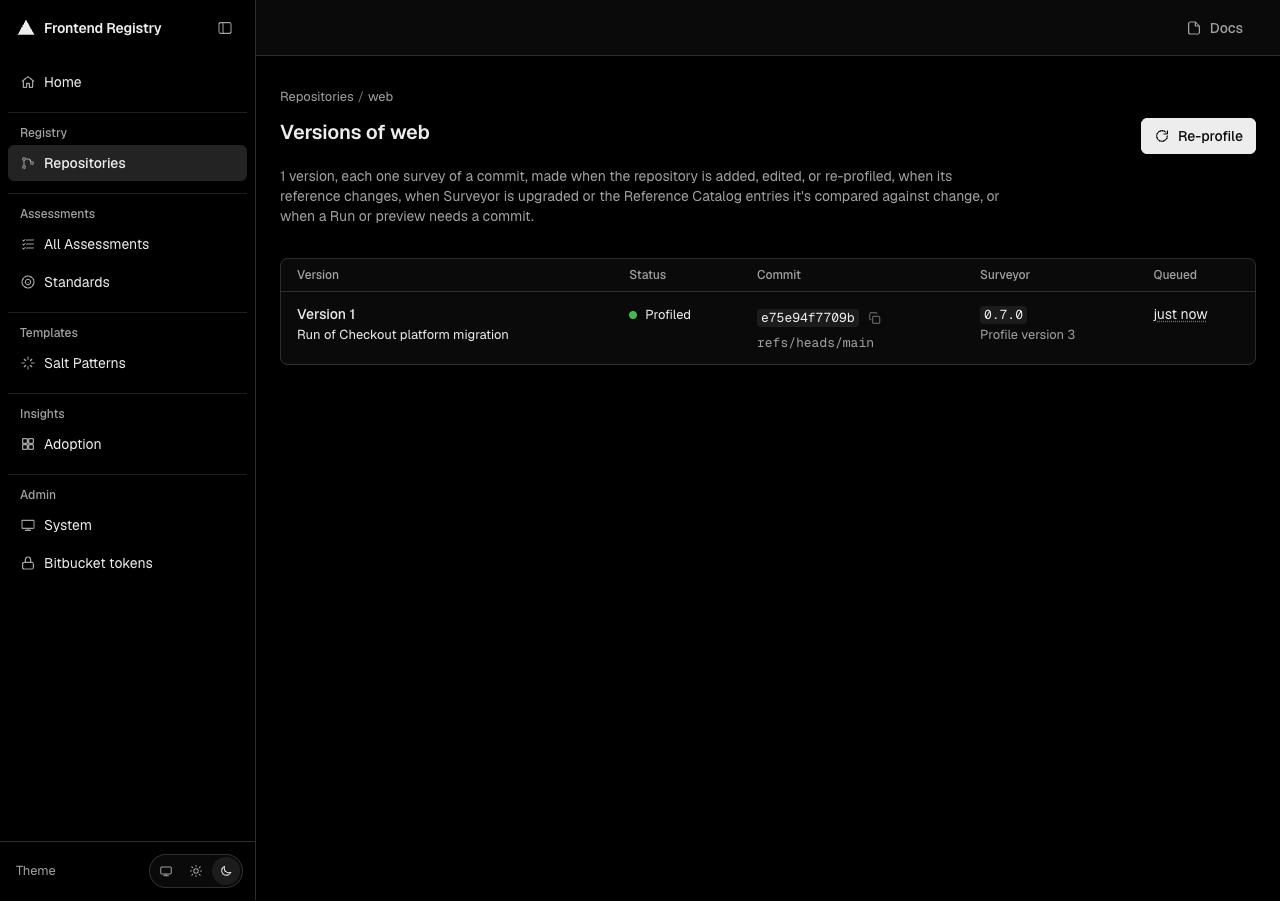 Frontend Registry
Docs
Home
Registry
Repositories
Assessments
All Assessments
Standards
Templates
Salt Patterns
Insights
Adoption
Admin
System
Bitbucket tokens
Theme
Repositories / web
Versions of web
Re-profile
1 version, each one survey of a commit, made when the repository is added, edited, or re-profiled, when its
reference changes, when Surveyor is upgraded or the Reference Catalog entries it's compared against change, or
when a Run or preview needs a commit.
Version Status Commit Surveyor Queued
Version 1 Profiled e75e94f7709b 0.7.0 just now
Run of Checkout platform migration refs/heads/main Profile version 3